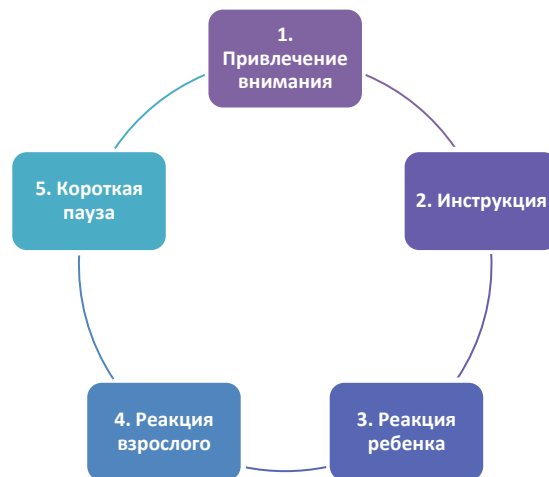 1.
Привлечение
внимания
2. Инструкция
3. Реакция
ребенка
4. Реакция
взрослого
5. Короткая
пауза